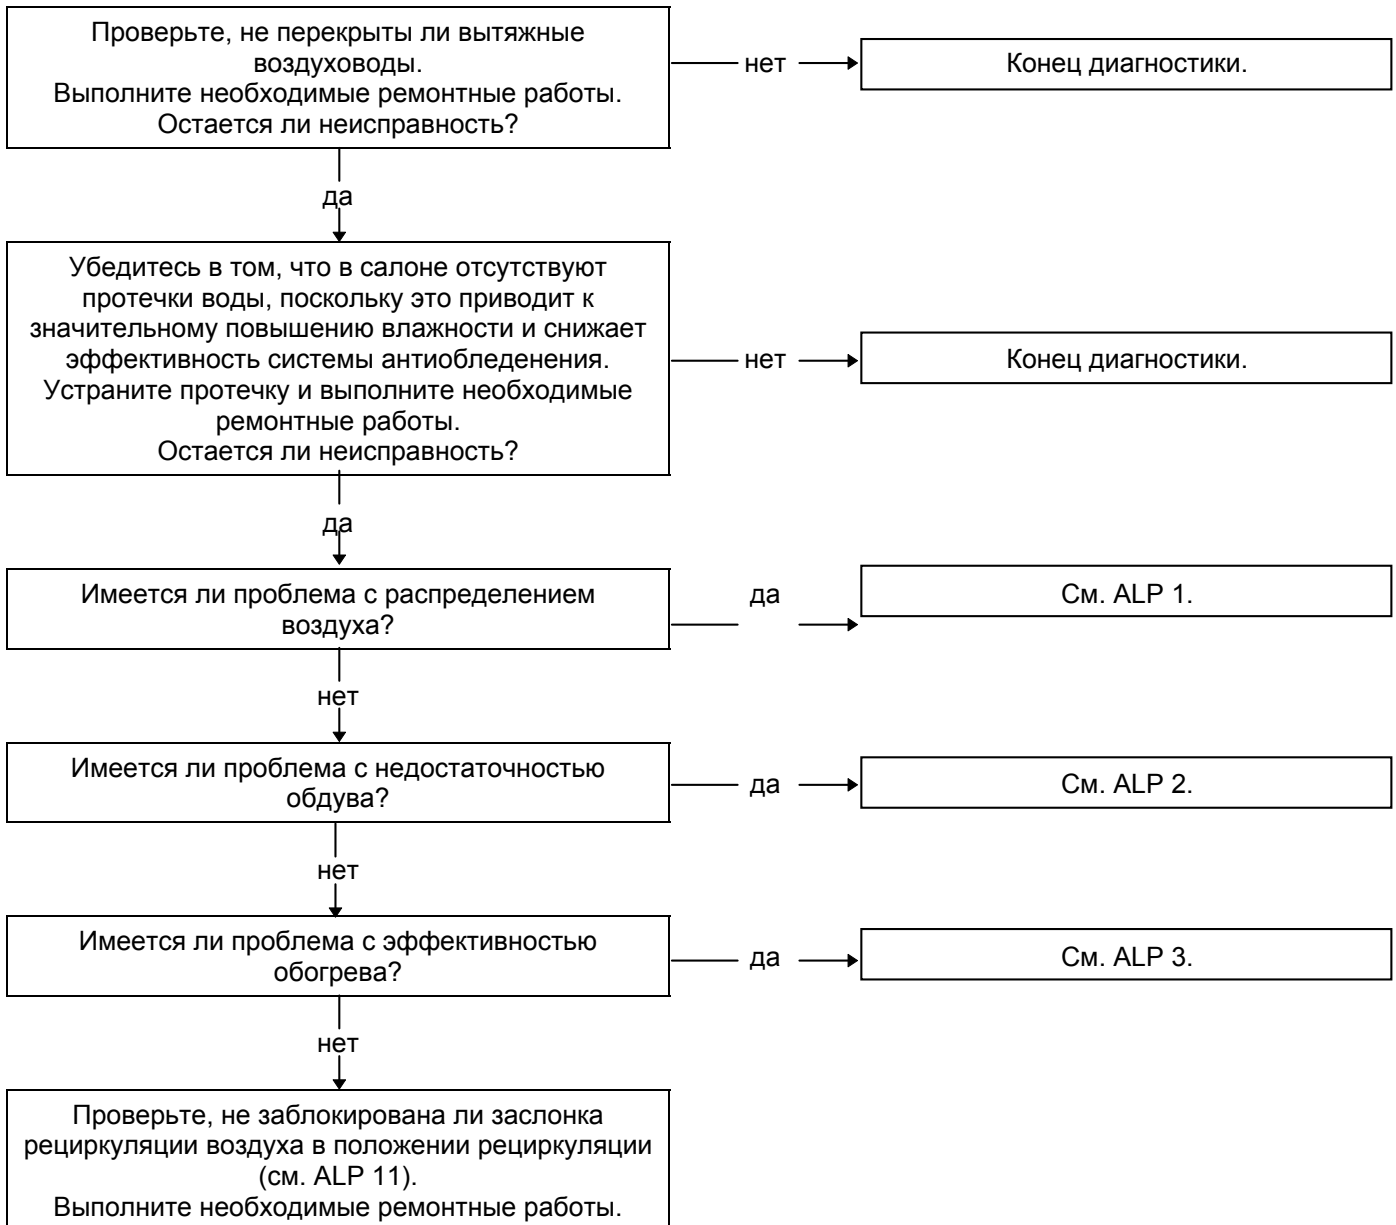 Проверьте, не перекрыты ли вытяжные
воздуховоды.
Выполните необходимые ремонтные работы.
Остается ли неисправность?
нет
Конец диагностики.
да
Убедитесь в том, что в салоне отсутствуют
протечки воды, поскольку это приводит к
значительному повышению влажности и снижает
эффективность системы антиобледенения.
Устраните протечку и выполните необходимые
ремонтные работы.
Остается ли неисправность?
нет
Конец диагностики.
да
Имеется ли проблема с распределением
воздуха?
да
См. ALP 1.
нет
Имеется ли проблема с недостаточностью
обдува?
да
См. ALP 2.
нет
Имеется ли проблема с эффективностью
обогрева?
да
См. ALP 3.
нет
Проверьте, не заблокирована ли заслонка
рециркуляции воздуха в положении рециркуляции
(см. ALP 11).
Выполните необходимые ремонтные работы.